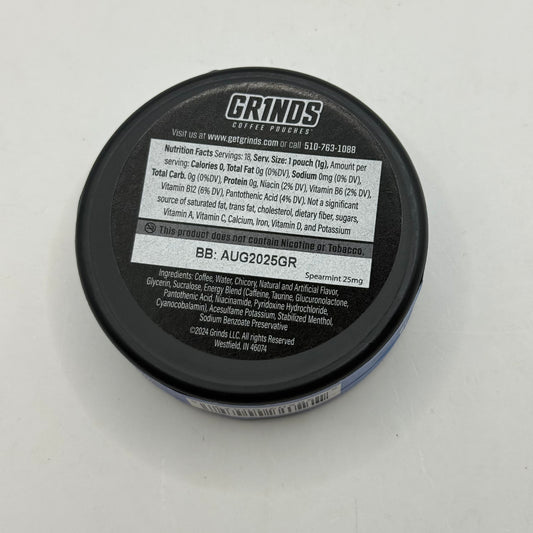 GR1NDS
COFFEE POUCHES™
Visit us at www.getgrinds.com or call 510-763-1088
Nutrition Facts Servings: 18, Serv. Size: 1 pouch (1g), Amount per
serving: Calories 0, Total Fat 0g (0%DV), Sodium 0mg (0% DV),
Total Carb. 0g (0%DV), Protein 0g, Niacin (2% DV), Vitamin B6 (2% DV),
Vitamin B12 (6% DV), Pantothenic Acid (4% DV). Not a significant
source of saturated fat, trans fat, cholesterol, dietary fiber, sugars,
Vitamin A, Vitamin C, Calcium, Iron, Vitamin D, and Potassium
This product does not contain Nicotine or Tobacco.
BB: AUG2025GR
Spearmint 25mg
Ingredients: Coffee, Water, Chicory, Natural and Artificial Flavor,
Glycerin, Sucralose, Energy Blend (Caffeine, Taurine, Glucuronolactone,
Pantothenic Acid, Niacinamide, Pyridoxine Hydrochloride,
Cyanocobalamin), Acesulfame Potassium, Stabilized Menthol,
Sodium Benzoate Preservative
©2024 Grinds LLC. All rights Reserved
Westfield, IN 46074